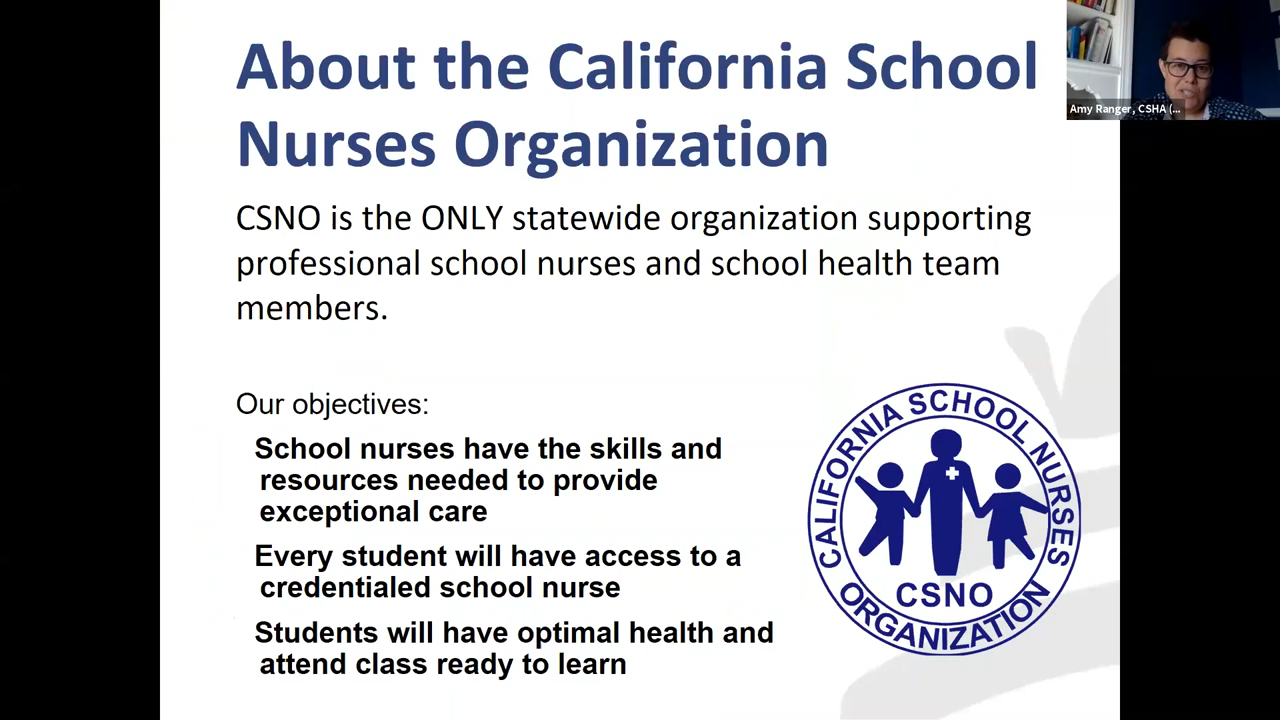 About the California School
Nurses Organization
CSNO is the ONLY statewide organization supporting
professional school nurses and school health team
members.
Our objectives:
School nurses have the skills and
resources needed to provide
exceptional care
Every student will have access to a
credentialed school nurse
Students will have optimal health and
attend class ready to learn
CALIFORNIA SCHOOL NURSES
ORGANIZATION
CSNO
Amy Ranger, CSHA (...